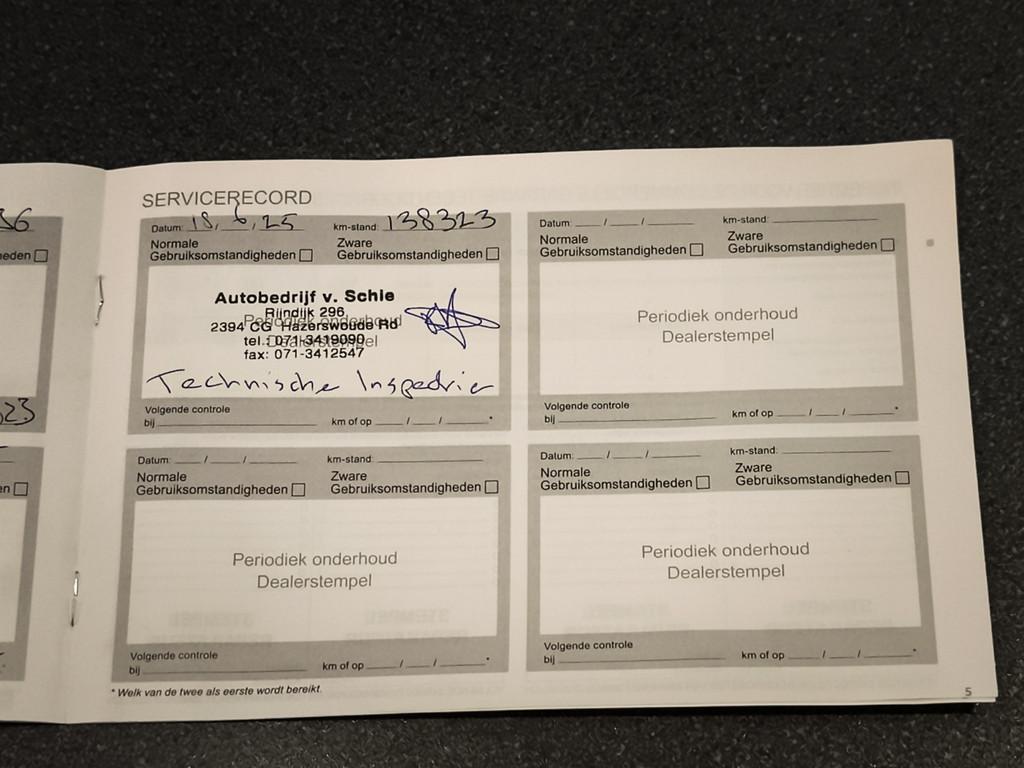 SERVICERECORD
Datum: 18, 6, 25 km-stand: 138323
Normale Gebruiksomstandigheden Zware Gebruiksomstandigheden
Autobedrijf v. Schie
Rijndijk 296
2394 CG Hazerswoude Rd
tel.: 071-3419090
fax: 071-3412547
Periodiek onderhoud
Dealerstempel
Technische Inspectie
Volgende controle
bij km of op / / *
Datum: / / km-stand:
Normale Gebruiksomstandigheden Zware Gebruiksomstandigheden
Periodiek onderhoud
Dealerstempel
Volgende controle
bij km of op / / *
Datum: / / km-stand:
Normale Gebruiksomstandigheden Zware Gebruiksomstandigheden
Periodiek onderhoud
Dealerstempel
Volgende controle
bij km of op / / *
Datum: / / km-stand:
Normale Gebruiksomstandigheden Zware Gebruiksomstandigheden
Periodiek onderhoud
Dealerstempel
Volgende controle
bij km of op / / *
* Welk van de twee als eerste wordt bereikt.
5